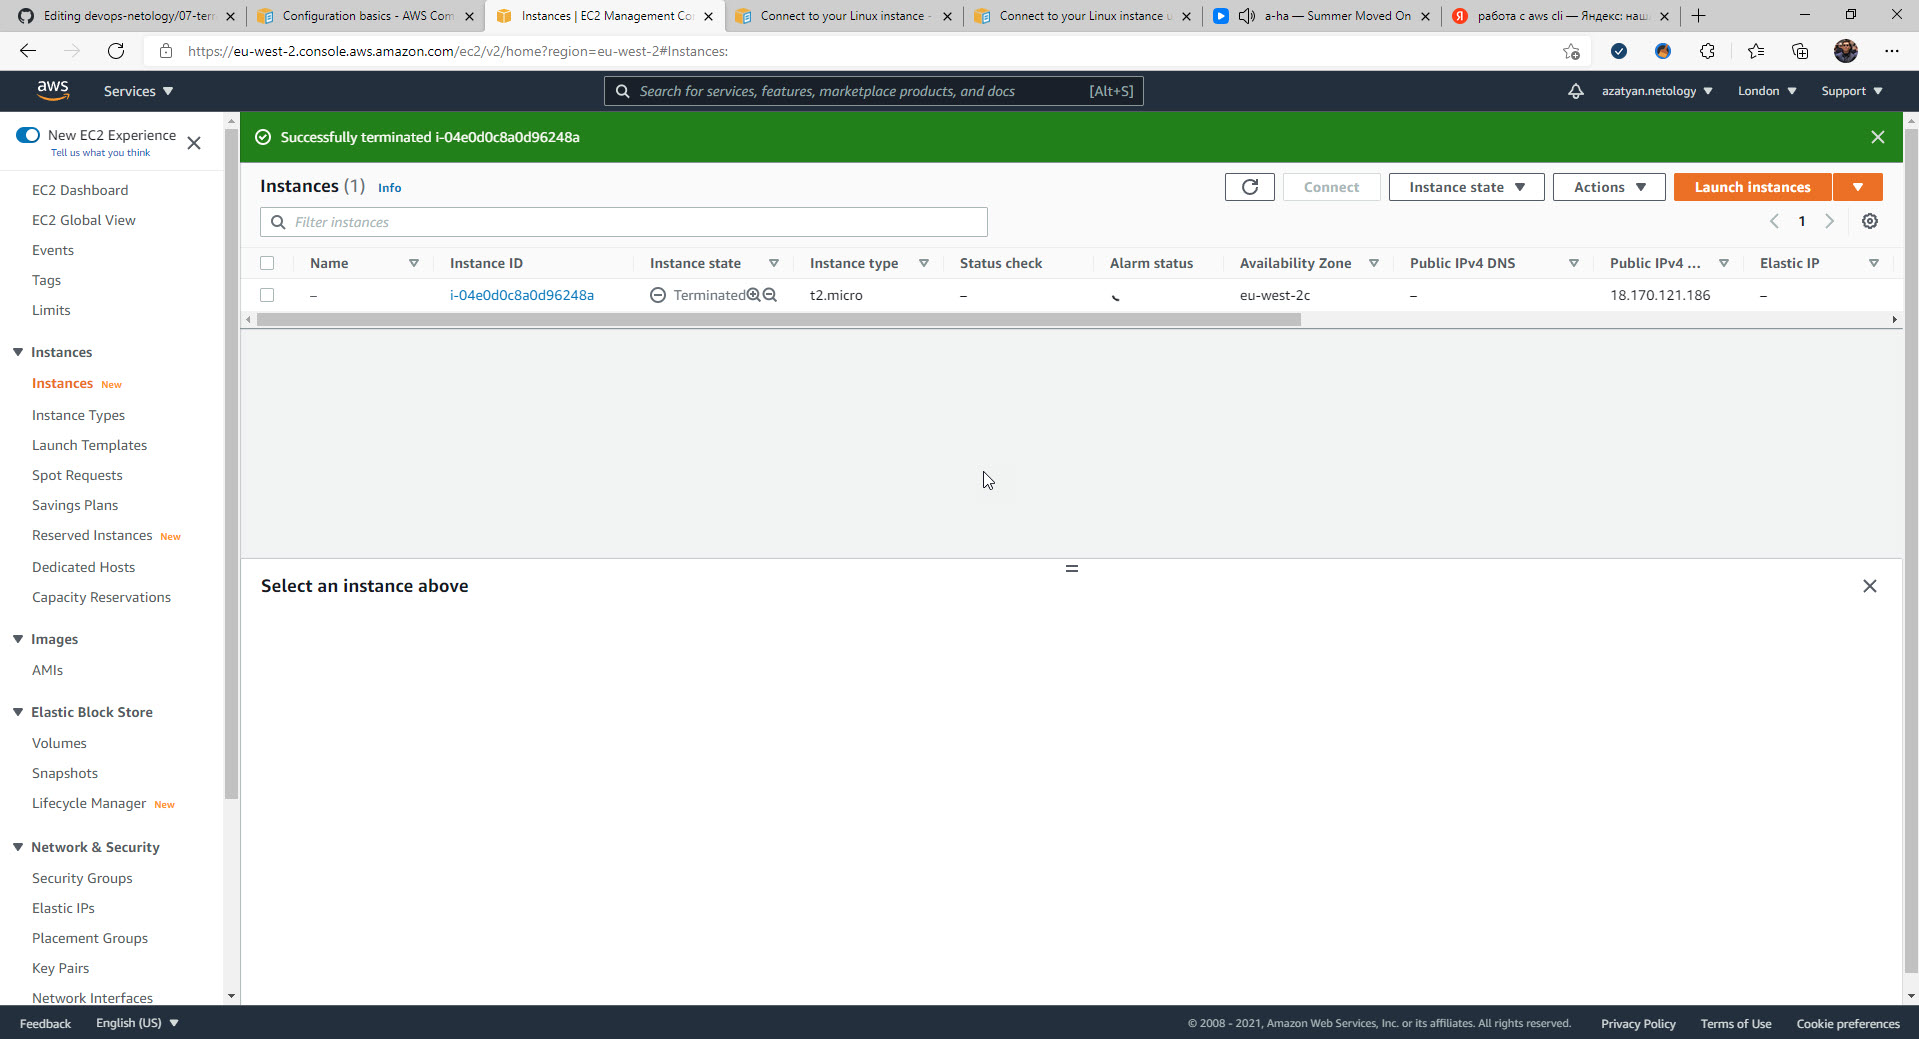 Editing devops-netology/07-terr
Configuration basics - AWS Com
Instances | EC2 Management Co
Connect to your Linux instance -
Connect to your Linux instance u
a-ha — Summer Moved On
Я работа с aws cli — Яндекс: наш
https://eu-west-2.console.aws.amazon.com/ec2/v2/home?region=eu-west-2#Instances:
aws
Services
Search for services, features, marketplace products, and docs [Alt+S]
azatyan.netology
London
Support
New EC2 Experience
Tell us what you think
EC2 Dashboard
EC2 Global View
Events
Tags
Limits
Instances
Instances New
Instance Types
Launch Templates
Spot Requests
Savings Plans
Reserved Instances New
Dedicated Hosts
Capacity Reservations
Images
AMIs
Elastic Block Store
Volumes
Snapshots
Lifecycle Manager New
Network & Security
Security Groups
Elastic IPs
Placement Groups
Key Pairs
Network Interfaces
Successfully terminated i-04e0d0c8a0d96248a
Instances (1) Info
Connect
Instance state
Actions
Launch instances
Filter instances
1
Name Instance ID Instance state Instance type Status check Alarm status Availability Zone Public IPv4 DNS Public IPv4 ... Elastic IP
– i-04e0d0c8a0d96248a Terminated t2.micro – eu-west-2c – 18.170.121.186 –
Select an instance above
Feedback
English (US)
© 2008 - 2021, Amazon Web Services, Inc. or its affiliates. All rights reserved.
Privacy Policy
Terms of Use
Cookie preferences